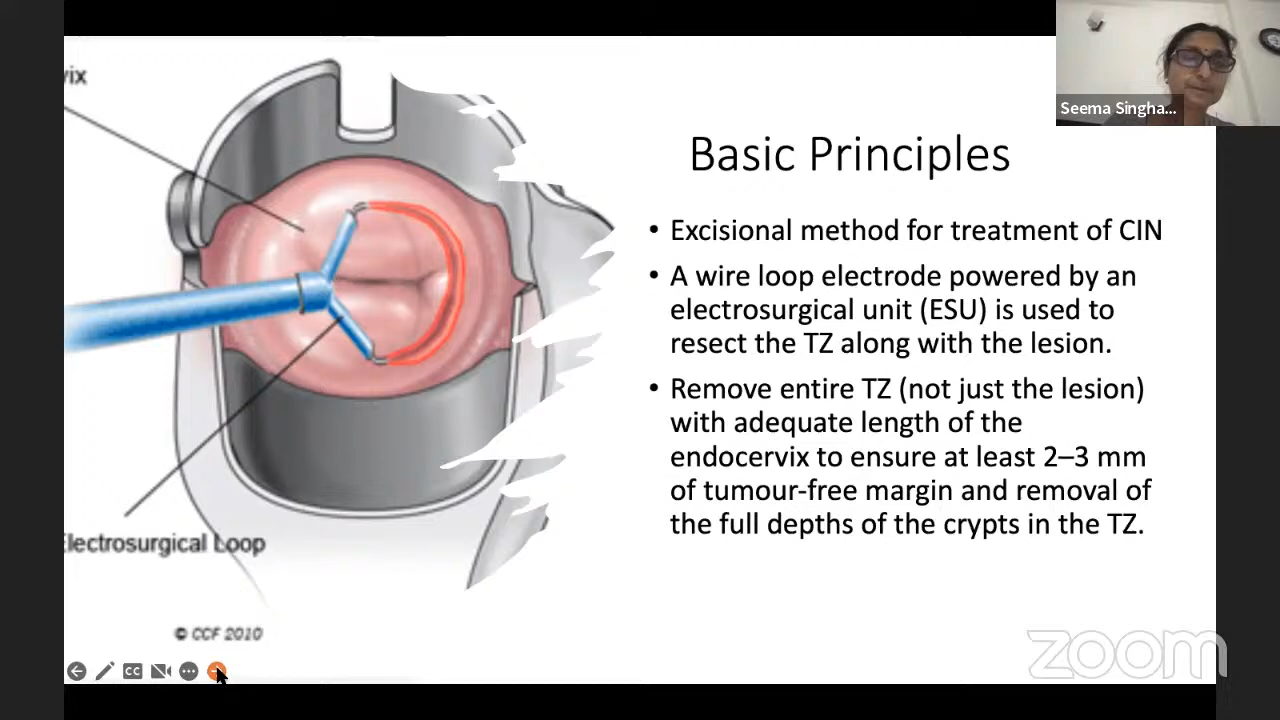 vix
Seema Singha...
Basic Principles
• Excisional method for treatment of CIN
• A wire loop electrode powered by an
electrosurgical unit (ESU) is used to
resect the TZ along with the lesion.
• Remove entire TZ (not just the lesion)
with adequate length of the
endocervix to ensure at least 2–3 mm
of tumour-free margin and removal of
the full depths of the crypts in the TZ.
Electrosurgical Loop
© CCF 2010
CC
zoom